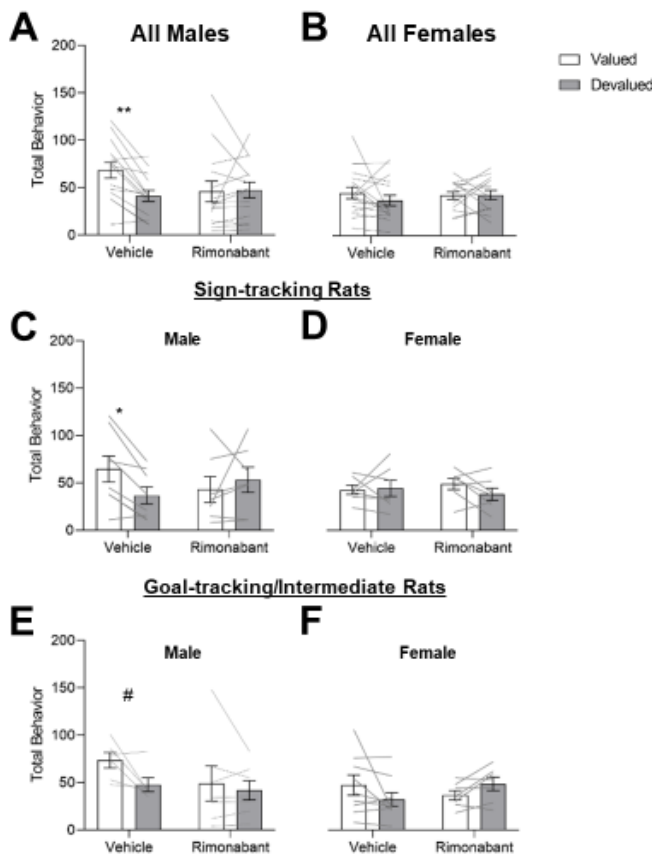 A All Males B All Females
Valued
Devalued
Total Behavior
200
150
100
50
0
**
Vehicle Rimonabant Vehicle Rimonabant
Sign-tracking Rats
C Male D Female
Total Behavior
200
150
100
50
0
*
Vehicle Rimonabant Vehicle Rimonabant
Goal-tracking/Intermediate Rats
E Male F Female
Total Behavior
200
150
100
50
0
#
Vehicle Rimonabant Vehicle Rimonabant